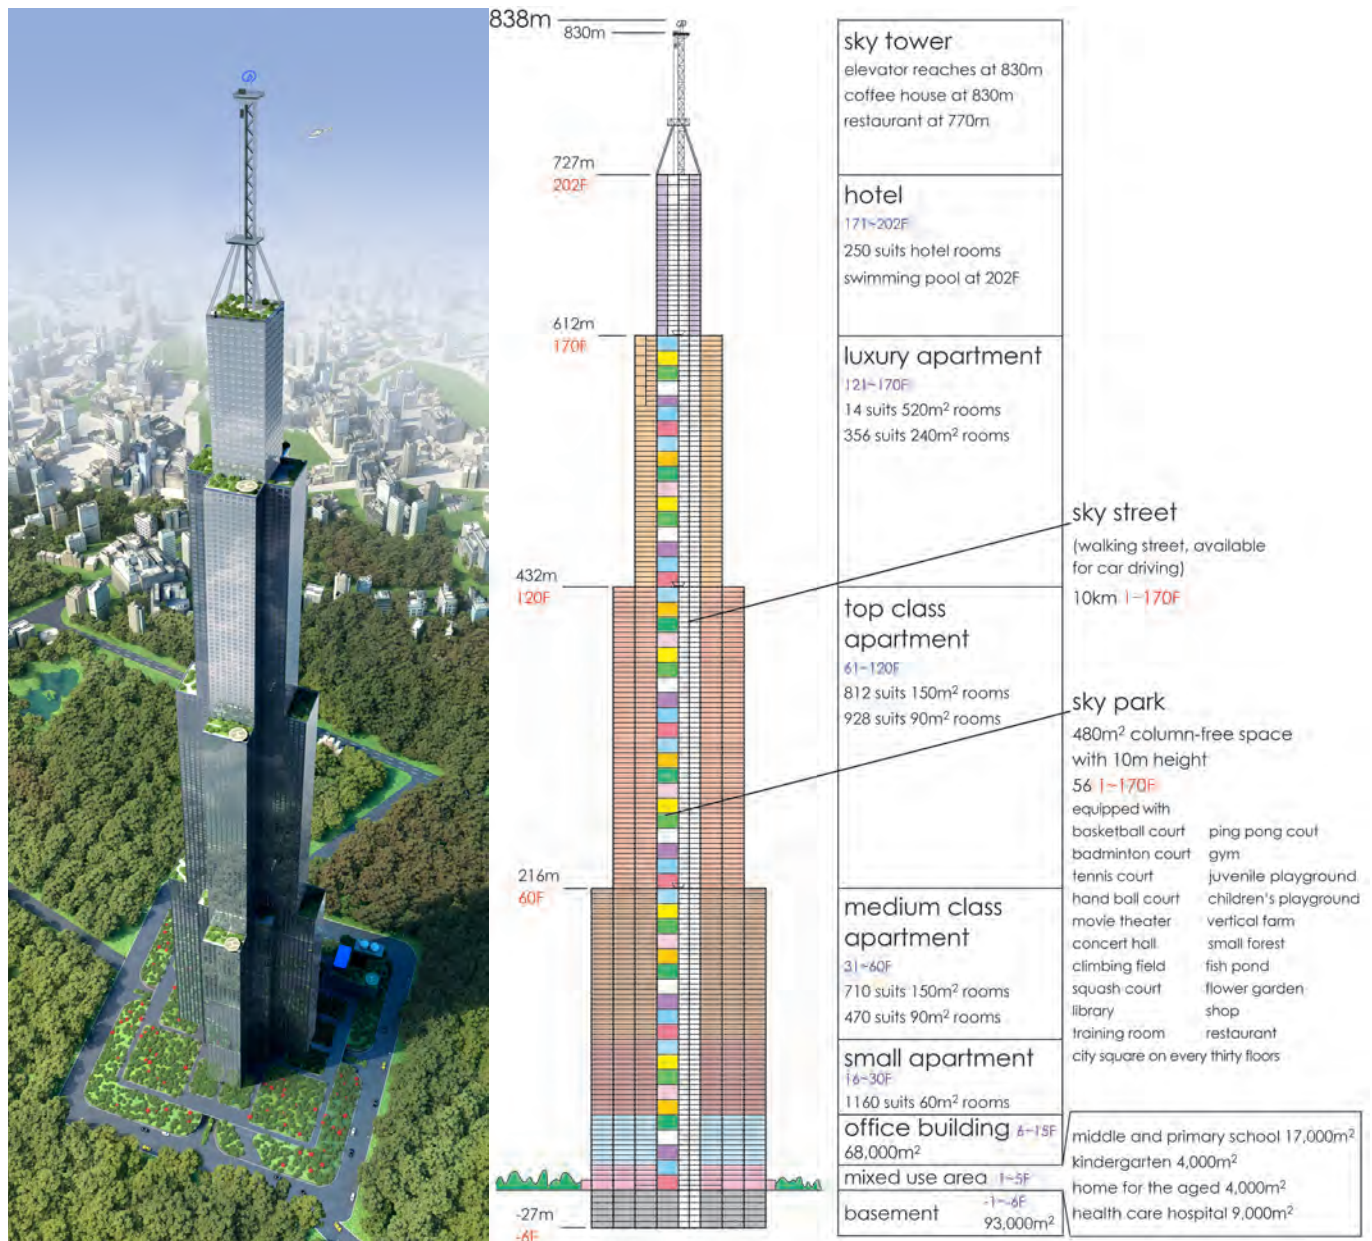 838m
830m
727m
202F
612m
170F
432m
120F
216m
60F
-27m
-6F
sky tower
elevator reaches at 830m
coffee house at 830m
restaurant at 770m
hotel
171~202F
250 suits hotel rooms
swimming pool at 202F
luxury apartment
121~170F
14 suits 520m² rooms
356 suits 240m² rooms
top class
apartment
61~120F
812 suits 150m² rooms
928 suits 90m² rooms
medium class
apartment
31~60F
710 suits 150m² rooms
470 suits 90m² rooms
small apartment
16~30F
1160 suits 60m² rooms
office building 6~15F
68,000m²
mixed use area 1~5F
basement -1~-6F
93,000m²
sky street
(walking street, available
for car driving)
10km 1~170F
sky park
480m² column-free space
with 10m height
56 1~170F
equipped with
basketball court ping pong cout
badminton court gym
tennis court juvenile playground
hand ball court children's playground
movie theater vertical farm
concert hall small forest
climbing field fish pond
squash court flower garden
library shop
training room restaurant
city square on every thirty floors
middle and primary school 17,000m²
kindergarten 4,000m²
home for the aged 4,000m²
health care hospital 9,000m²